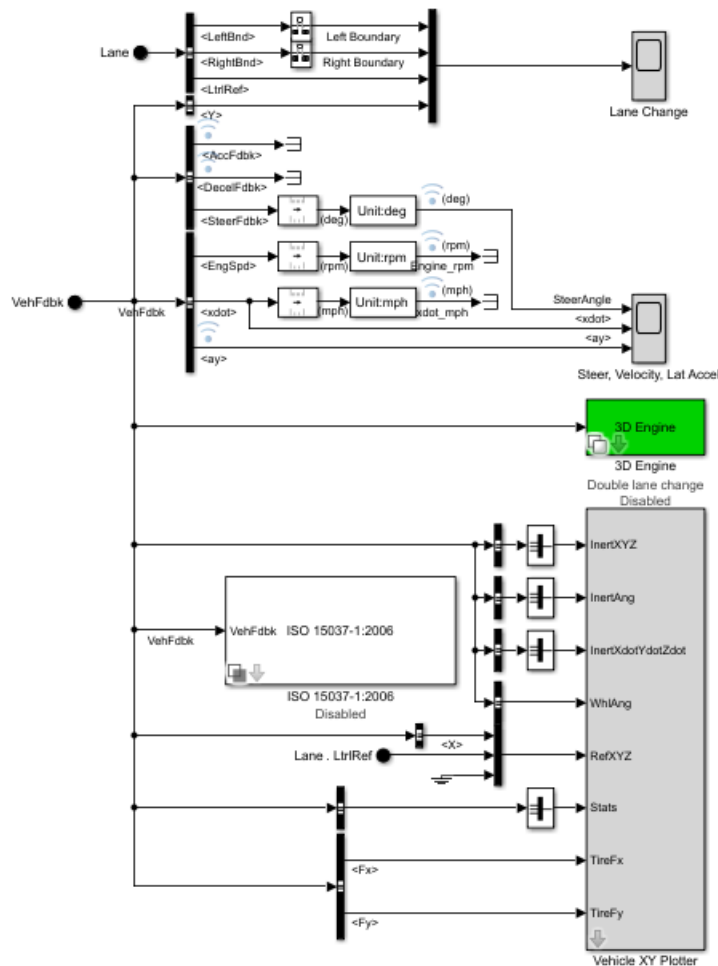 <LeftBnd>
Left Boundary
Lane
<RightBnd>
Right Boundary
<LtrlRef>
Lane Change
<Y>
<AccFdbk>
<DecelFdbk>
(deg)
<SteerFdbk>
(deg)
Unit:deg
(rpm)
<EngSpd>
(rpm)
Unit:rpm
Engine_rpm
(mph)
VehFdbk
VehFdbk
<xdot>
(mph)
Unit:mph
xdot_mph
SteerAngle
<xdot>
<ay>
<ay>
Steer, Velocity, Lat Accel
3D Engine
3D Engine
Double lane change
Disabled
InertXYZ
InertAng
VehFdbk
VehFdbk
ISO 15037-1:2006
InertXdotYdotZdot
ISO 15037-1:2006
Disabled
WhlAng
<X>
Lane . LtrlRef
RefXYZ
Stats
<Fx>
TireFx
<Fy>
TireFy
Vehicle XY Plotter